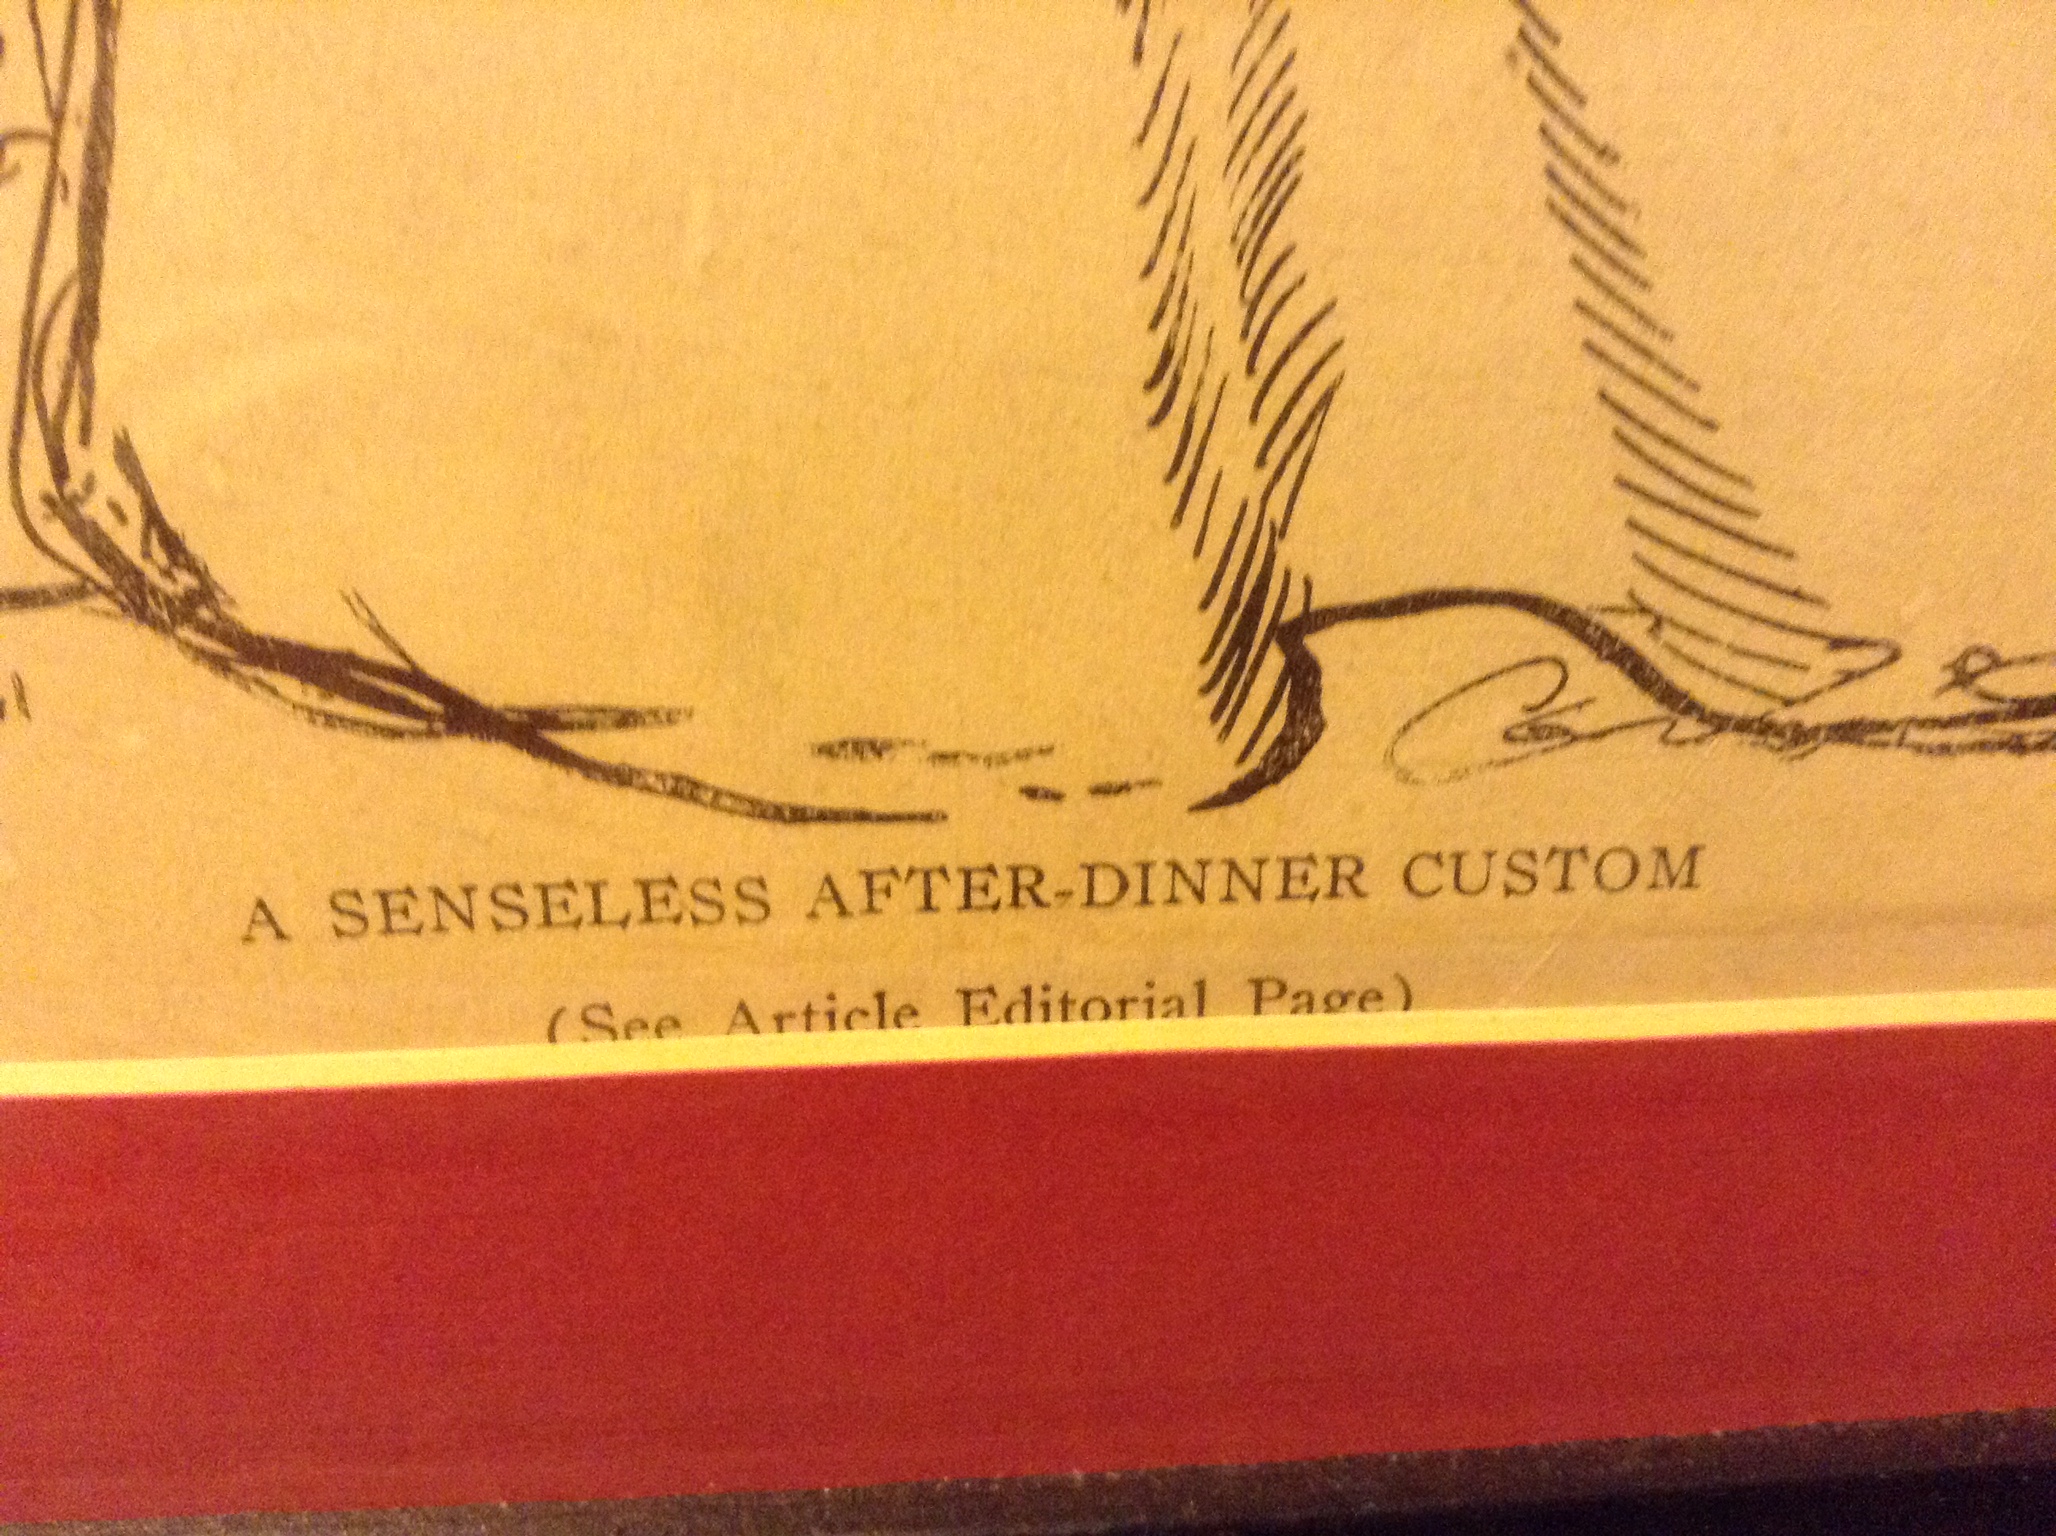 A SENSELESS AFTER-DINNER CUSTOM
(See Article Editorial Page)